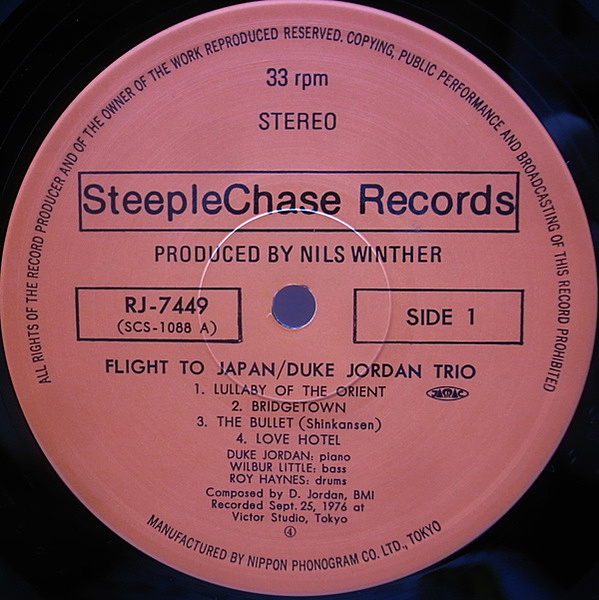 ALL RIGHTS OF THE RECORD PRODUCER AND OF THE OWNER OF THE WORK REPRODUCED RESERVED. COPYING, PUBLIC PERFORMANCE AND BROADCASTING OF THIS RECORD PROHIBITED
33 rpm
STEREO
SteepleChase Records
PRODUCED BY NILS WINTHER
RJ-7449
(SCS-1088 A)
SIDE 1
FLIGHT TO JAPAN/DUKE JORDAN TRIO
1. LULLABY OF THE ORIENT
JASRAC
2. BRIDGETOWN
3. THE BULLET (Shinkansen)
4. LOVE HOTEL
DUKE JORDAN: piano
WILBUR LITTLE: bass
ROY HAYNES: drums
Composed by D. Jordan, BMI
Recorded Sept. 25, 1976 at
Victor Studio, Tokyo
④
MANUFACTURED BY NIPPON PHONOGRAM CO. LTD., TOKYO